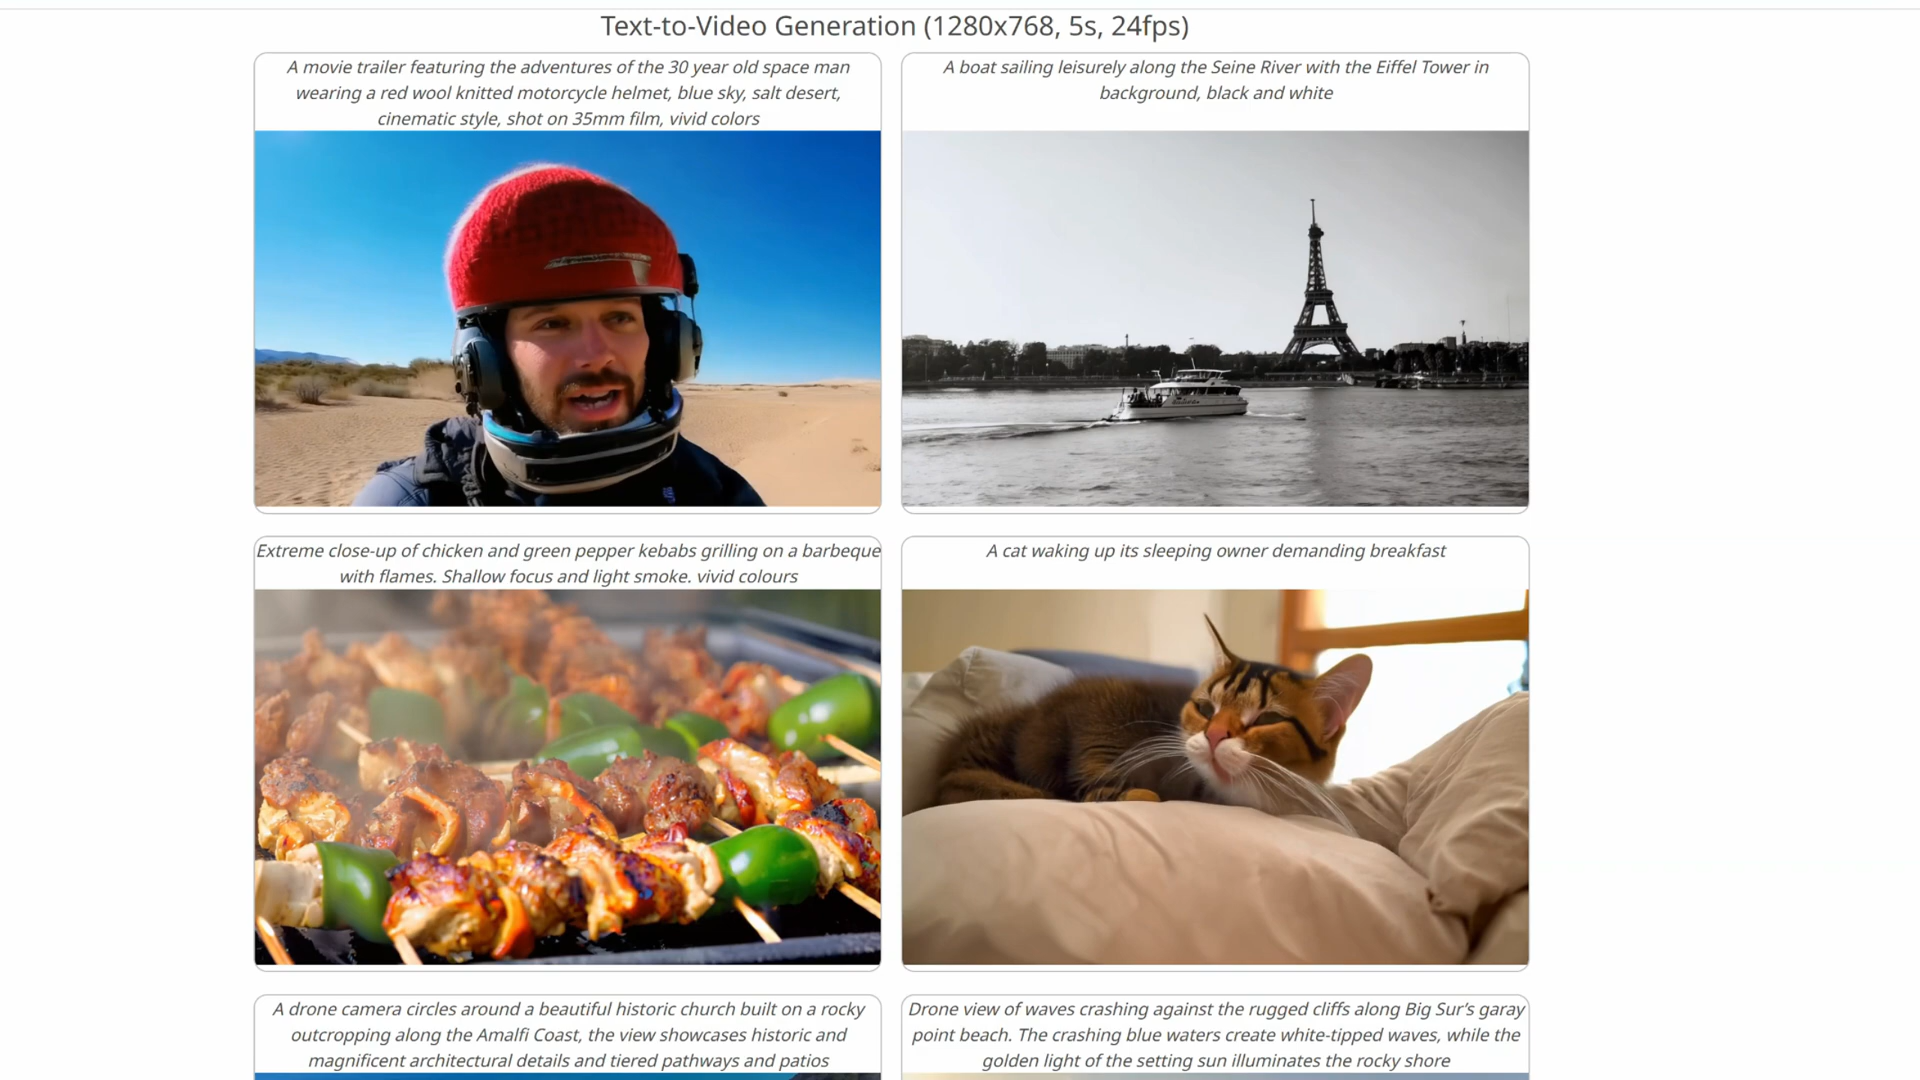 Text-to-Video Generation (1280x768, 5s, 24fps)
A movie trailer featuring the adventures of the 30 year old space man
wearing a red wool knitted motorcycle helmet, blue sky, salt desert,
cinematic style, shot on 35mm film, vivid colors
A boat sailing leisurely along the Seine River with the Eiffel Tower in
background, black and white
Extreme close-up of chicken and green pepper kebabs grilling on a barbeque
with flames. Shallow focus and light smoke. vivid colours
A cat waking up its sleeping owner demanding breakfast
A drone camera circles around a beautiful historic church built on a rocky
outcropping along the Amalfi Coast, the view showcases historic and
magnificent architectural details and tiered pathways and patios
Drone view of waves crashing against the rugged cliffs along Big Sur’s garay
point beach. The crashing blue waters create white-tipped waves, while the
golden light of the setting sun illuminates the rocky shore